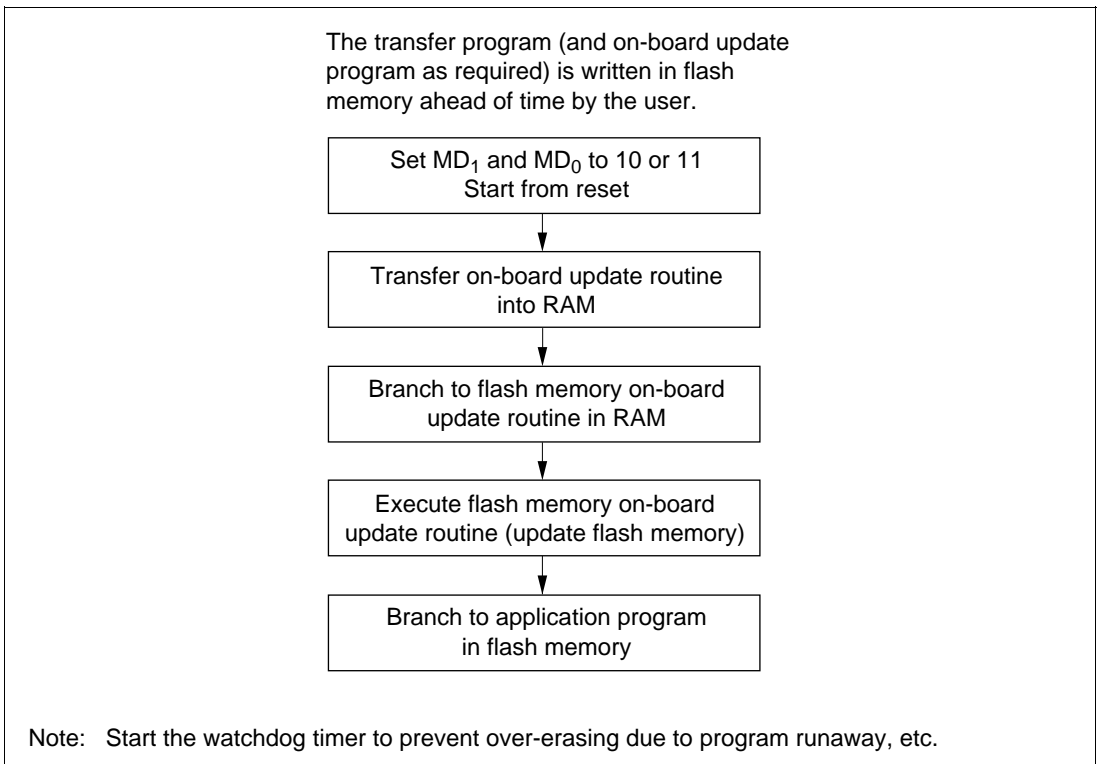 The transfer program (and on-board update
program as required) is written in flash
memory ahead of time by the user.
Set MD₁ and MD₀ to 10 or 11
Start from reset
Transfer on-board update routine
into RAM
Branch to flash memory on-board
update routine in RAM
Execute flash memory on-board
update routine (update flash memory)
Branch to application program
in flash memory
Note: Start the watchdog timer to prevent over-erasing due to program runaway, etc.